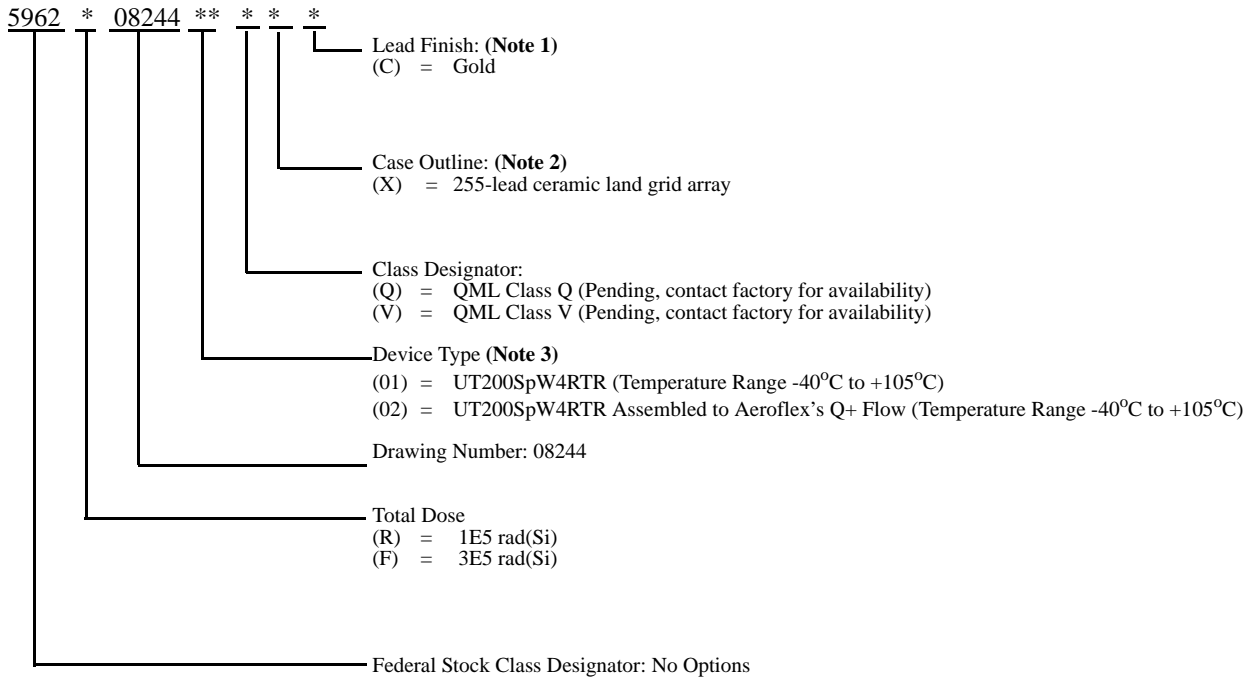 5962 * 08244 ** * * *
Lead Finish: (Note 1)
(C) = Gold
Case Outline: (Note 2)
(X) = 255-lead ceramic land grid array
Class Designator:
(Q) = QML Class Q (Pending, contact factory for availability)
(V) = QML Class V (Pending, contact factory for availability)
Device Type (Note 3)
(01) = UT200SpW4RTR (Temperature Range -40°C to +105°C)
(02) = UT200SpW4RTR Assembled to Aeroflex's Q+ Flow (Temperature Range -40°C to +105°C)
Drawing Number: 08244
Total Dose
(R) = 1E5 rad(Si)
(F) = 3E5 rad(Si)
Federal Stock Class Designator: No Options